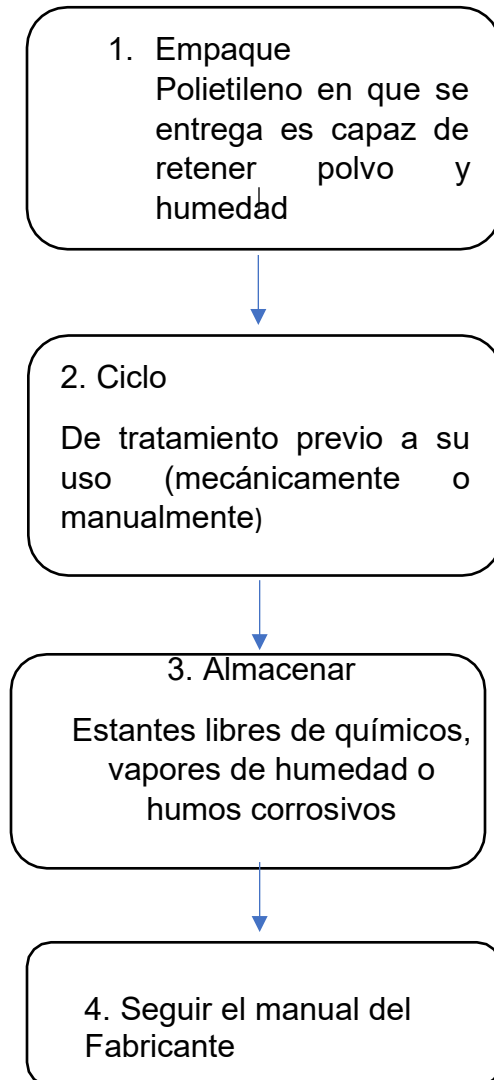 1. Empaque
Polietileno en que se
entrega es capaz de
retener polvo y
humedad
2. Ciclo
De tratamiento previo a su
uso (mecánicamente o
manualmente)
3. Almacenar
Estantes libres de químicos,
vapores de humedad o
humos corrosivos
4. Seguir el manual del
Fabricante